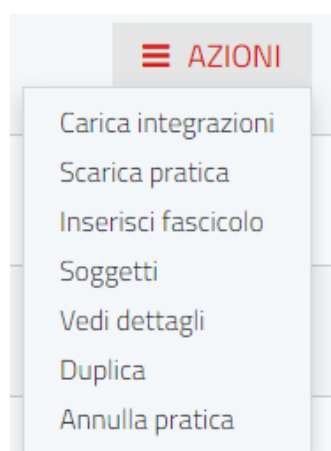 AZIONI
Carica integrazioni
Scarica pratica
Inserisci fascicolo
Soggetti
Vedi dettagli
Duplica
Annulla pratica